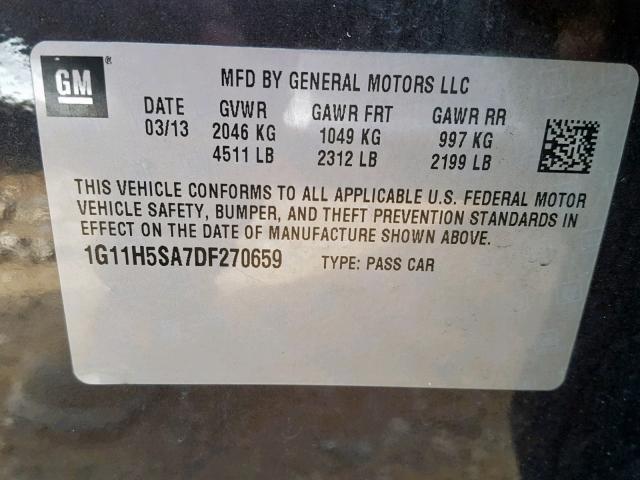 GM ®
MFD BY GENERAL MOTORS LLC
DATE GVWR GAWR FRT GAWR RR
03/13 2046 KG 1049 KG 997 KG
4511 LB 2312 LB 2199 LB
THIS VEHICLE CONFORMS TO ALL APPLICABLE U.S. FEDERAL MOTOR
VEHICLE SAFETY, BUMPER, AND THEFT PREVENTION STANDARDS IN
EFFECT ON THE DATE OF MANUFACTURE SHOWN ABOVE.
1G11H5SA7DF270659 TYPE: PASS CAR